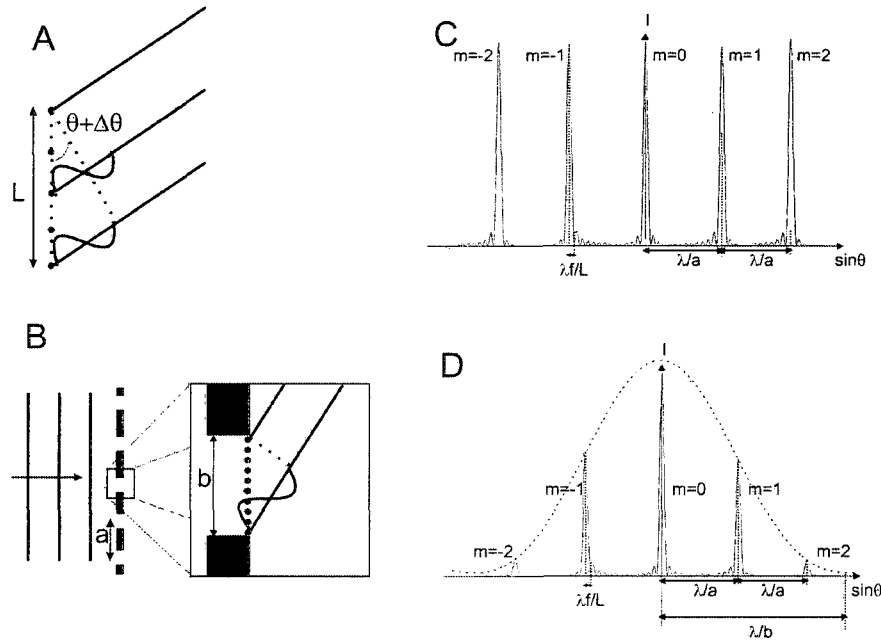 A
θ+Δθ
L
B
a
b
C
I
m=-2
m=-1
m=0
m=1
m=2
sinθ
λf/L
λ/a
λ/a
D
I
m=-2
m=-1
m=0
m=1
m=2
sinθ
λf/L
λ/a
λ/a
λ/b